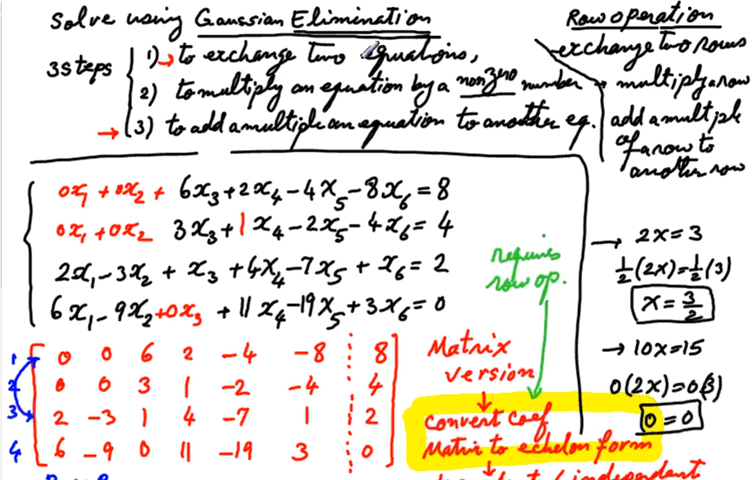 Solve using Gaussian Elimination
3 steps
1) → to exchange two equations,
2) to multiply an equation by a nonzero number
→ (3) to add a multiple an equation to another eq.
Row operation
exchange two rows
→ multiply a row
add a multiple
of a row to
another row
0x₁ + 0x₂ + 6x₃ + 2x₄ - 4x₅ - 8x₆ = 8
0x₁ + 0x₂ 3x₃ + 1x₄ - 2x₅ - 4x₆ = 4
2x₁ - 3x₂ + x₃ + 4x₄ - 7x₅ + x₆ = 2
6x₁ - 9x₂ + 0x₃ + 11x₄ - 19x₅ + 3x₆ = 0
requires
row op.
→ 2x = 3
½(2x) = ½(3)
x = 3/2
→ 10x = 15
0(2x) = 0(3)
0 = 0
1 0 0 6 2 -4 -8 8
2 0 0 3 1 -2 -4 4
3 2 -3 1 4 -7 1 2
4 6 -9 0 11 -19 3 0
Matrix
version
↓
convert coef
Matrix to echelon form
↓
independent